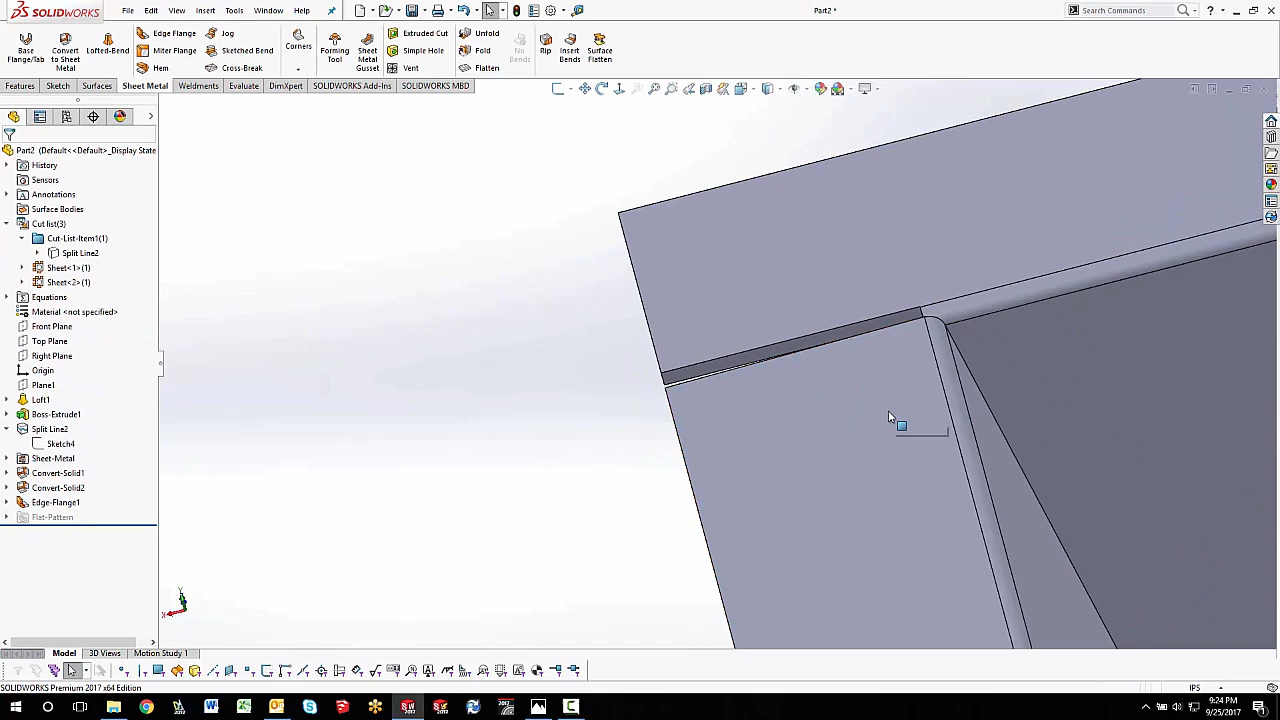 SOLIDWORKS File Edit View Insert Tools Window Help Part2 * Search Commands ?
Base Flange/Tab
Convert to Sheet Metal
Lofted-Bend
Edge Flange
Miter Flange
Hem
Jog
Sketched Bend
Cross-Break
Corners
Forming Tool
Sheet Metal Gusset
Extruded Cut
Simple Hole
Vent
Unfold
Fold
Flatten
No Bends
Rip
Insert Bends
Surface Flatten
Features Sketch Surfaces Sheet Metal Weldments Evaluate DimXpert SOLIDWORKS Add-Ins SOLIDWORKS MBD
Part2 (Default<<Default>_Display State
History
Sensors
Annotations
Surface Bodies
Cut list(3)
Cut-List-Item1(1)
Split Line2
Sheet<1>(1)
Sheet<2>(1)
Equations
Material <not specified>
Front Plane
Top Plane
Right Plane
Origin
Plane1
Loft1
Boss-Extrude1
Split Line2
Sketch4
Sheet-Metal
Convert-Solid1
Convert-Solid2
Edge-Flange1
Flat-Pattern
Y
X
Model 3D Views Motion Study 1
SOLIDWORKS Premium 2017 x64 Edition IPS
9:24 PM
9/25/2017